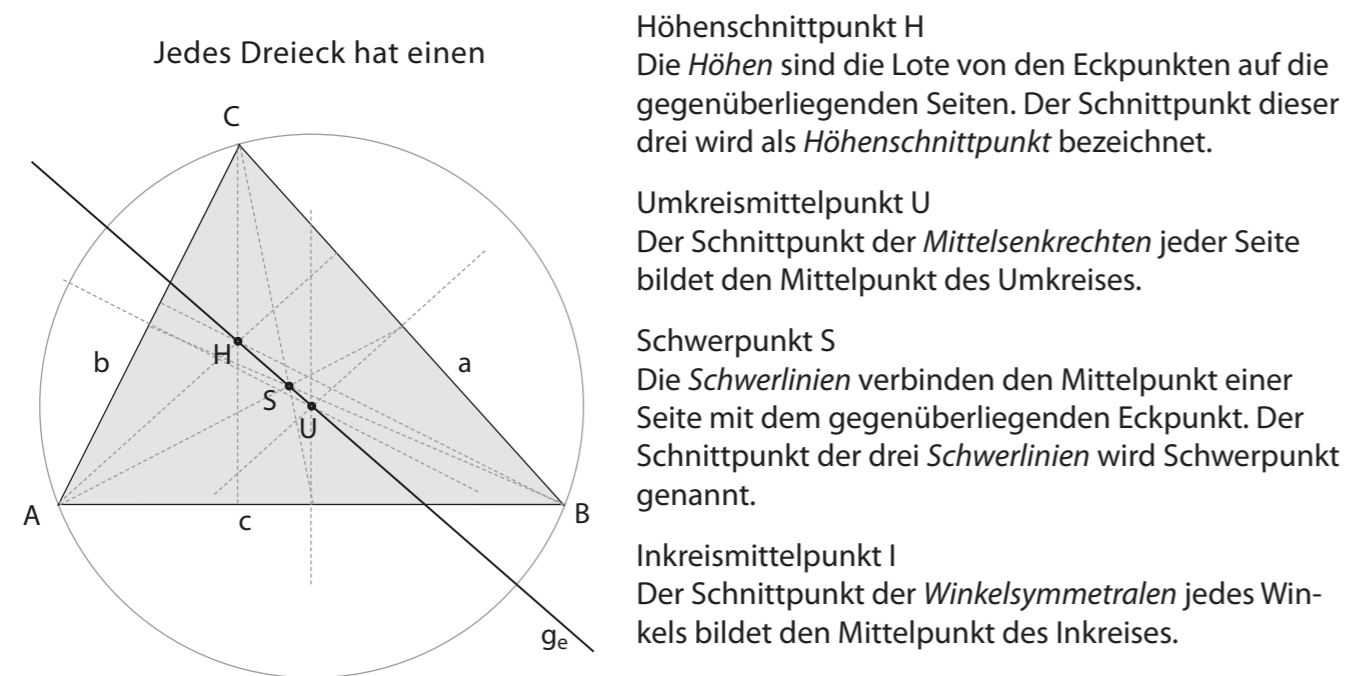 Jedes Dreieck hat einen
C
b
H
a
S
U
A
c
B
gₑ
Höhenschnittpunkt H
Die Höhen sind die Lote von den Eckpunkten auf die
gegenüberliegenden Seiten. Der Schnittpunkt dieser
drei wird als Höhenschnittpunkt bezeichnet.
Umkreismittelpunkt U
Der Schnittpunkt der Mittelsenkrechten jeder Seite
bildet den Mittelpunkt des Umkreises.
Schwerpunkt S
Die Schwerlinien verbinden den Mittelpunkt einer
Seite mit dem gegenüberliegenden Eckpunkt. Der
Schnittpunkt der drei Schwerlinien wird Schwerpunkt
genannt.
Inkreismittelpunkt I
Der Schnittpunkt der Winkelsymmetralen jedes Win-
kels bildet den Mittelpunkt des Inkreises.